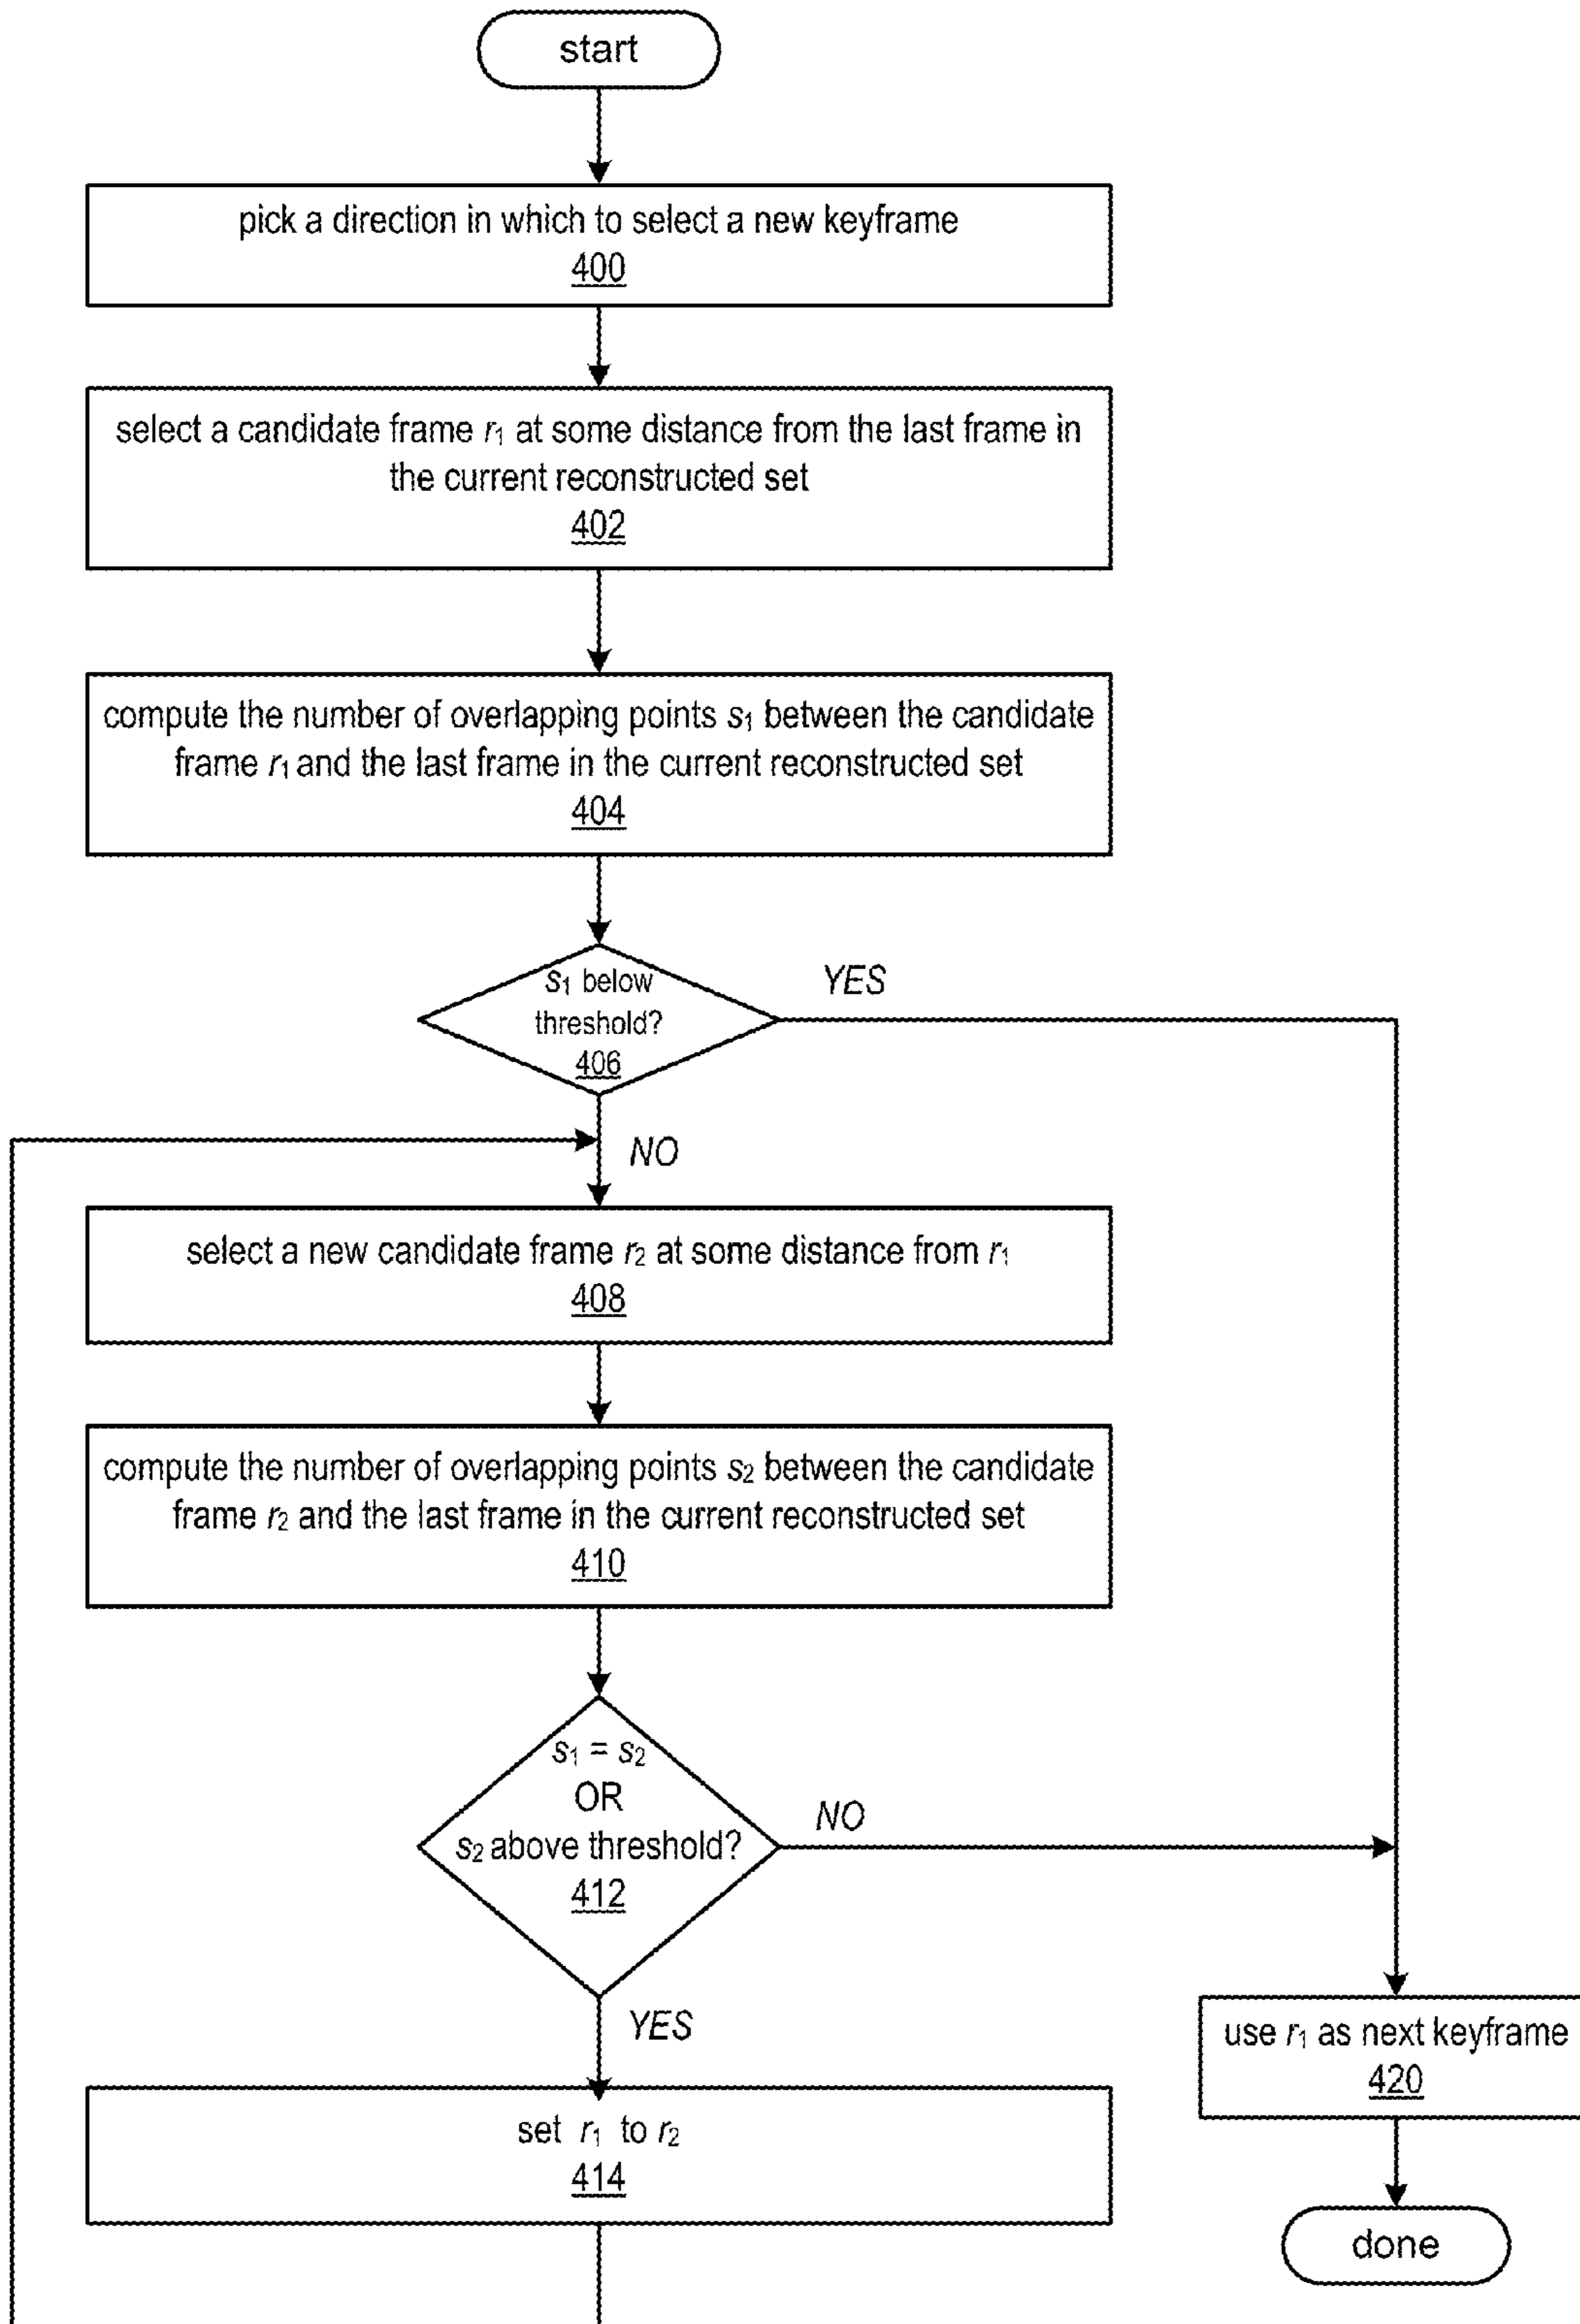 start
pick a direction in which to select a new keyframe
400
select a candidate frame r₁ at some distance from the last frame in
the current reconstructed set
402
compute the number of overlapping points s₁ between the candidate
frame r₁ and the last frame in the current reconstructed set
404
s₁ below
threshold?
406
YES
NO
select a new candidate frame r₂ at some distance from r₁
408
compute the number of overlapping points s₂ between the candidate
frame r₂ and the last frame in the current reconstructed set
410
s₁ = s₂
OR
s₂ above threshold?
412
NO
YES
set r₁ to r₂
414
use r₁ as next keyframe
420
done